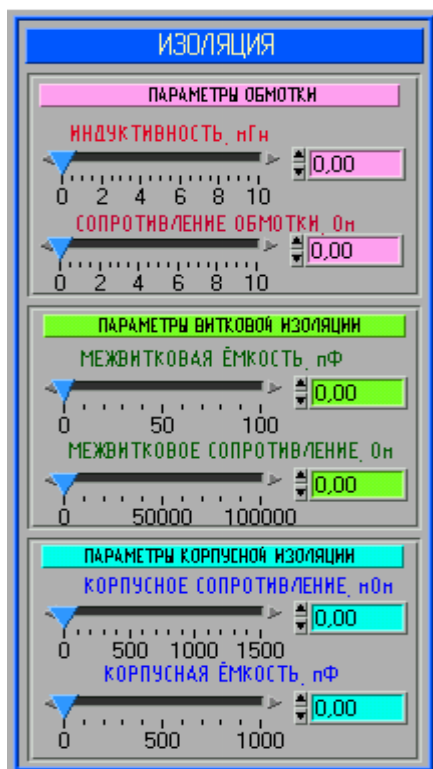 ИЗОЛЯЦИЯ
ПАРАМЕТРЫ ОБМОТКИ
ИНДУКТИВНОСТЬ, мГн
0,00
0 2 4 6 8 10
СОПРОТИВЛЕНИЕ ОБМОТКИ, Ом
0,00
0 2 4 6 8 10
ПАРАМЕТРЫ ВИТКОВОЙ ИЗОЛЯЦИИ
МЕЖВИТКОВАЯ ЁМКОСТЬ, пФ
0,00
0 50 100
МЕЖВИТКОВОЕ СОПРОТИВЛЕНИЕ, Ом
0,00
0 50000 100000
ПАРАМЕТРЫ КОРПУСНОЙ ИЗОЛЯЦИИ
КОРПУСНОЕ СОПРОТИВЛЕНИЕ, мОм
0,00
0 500 1000 1500
КОРПУСНАЯ ЁМКОСТЬ, пФ
0,00
0 500 1000